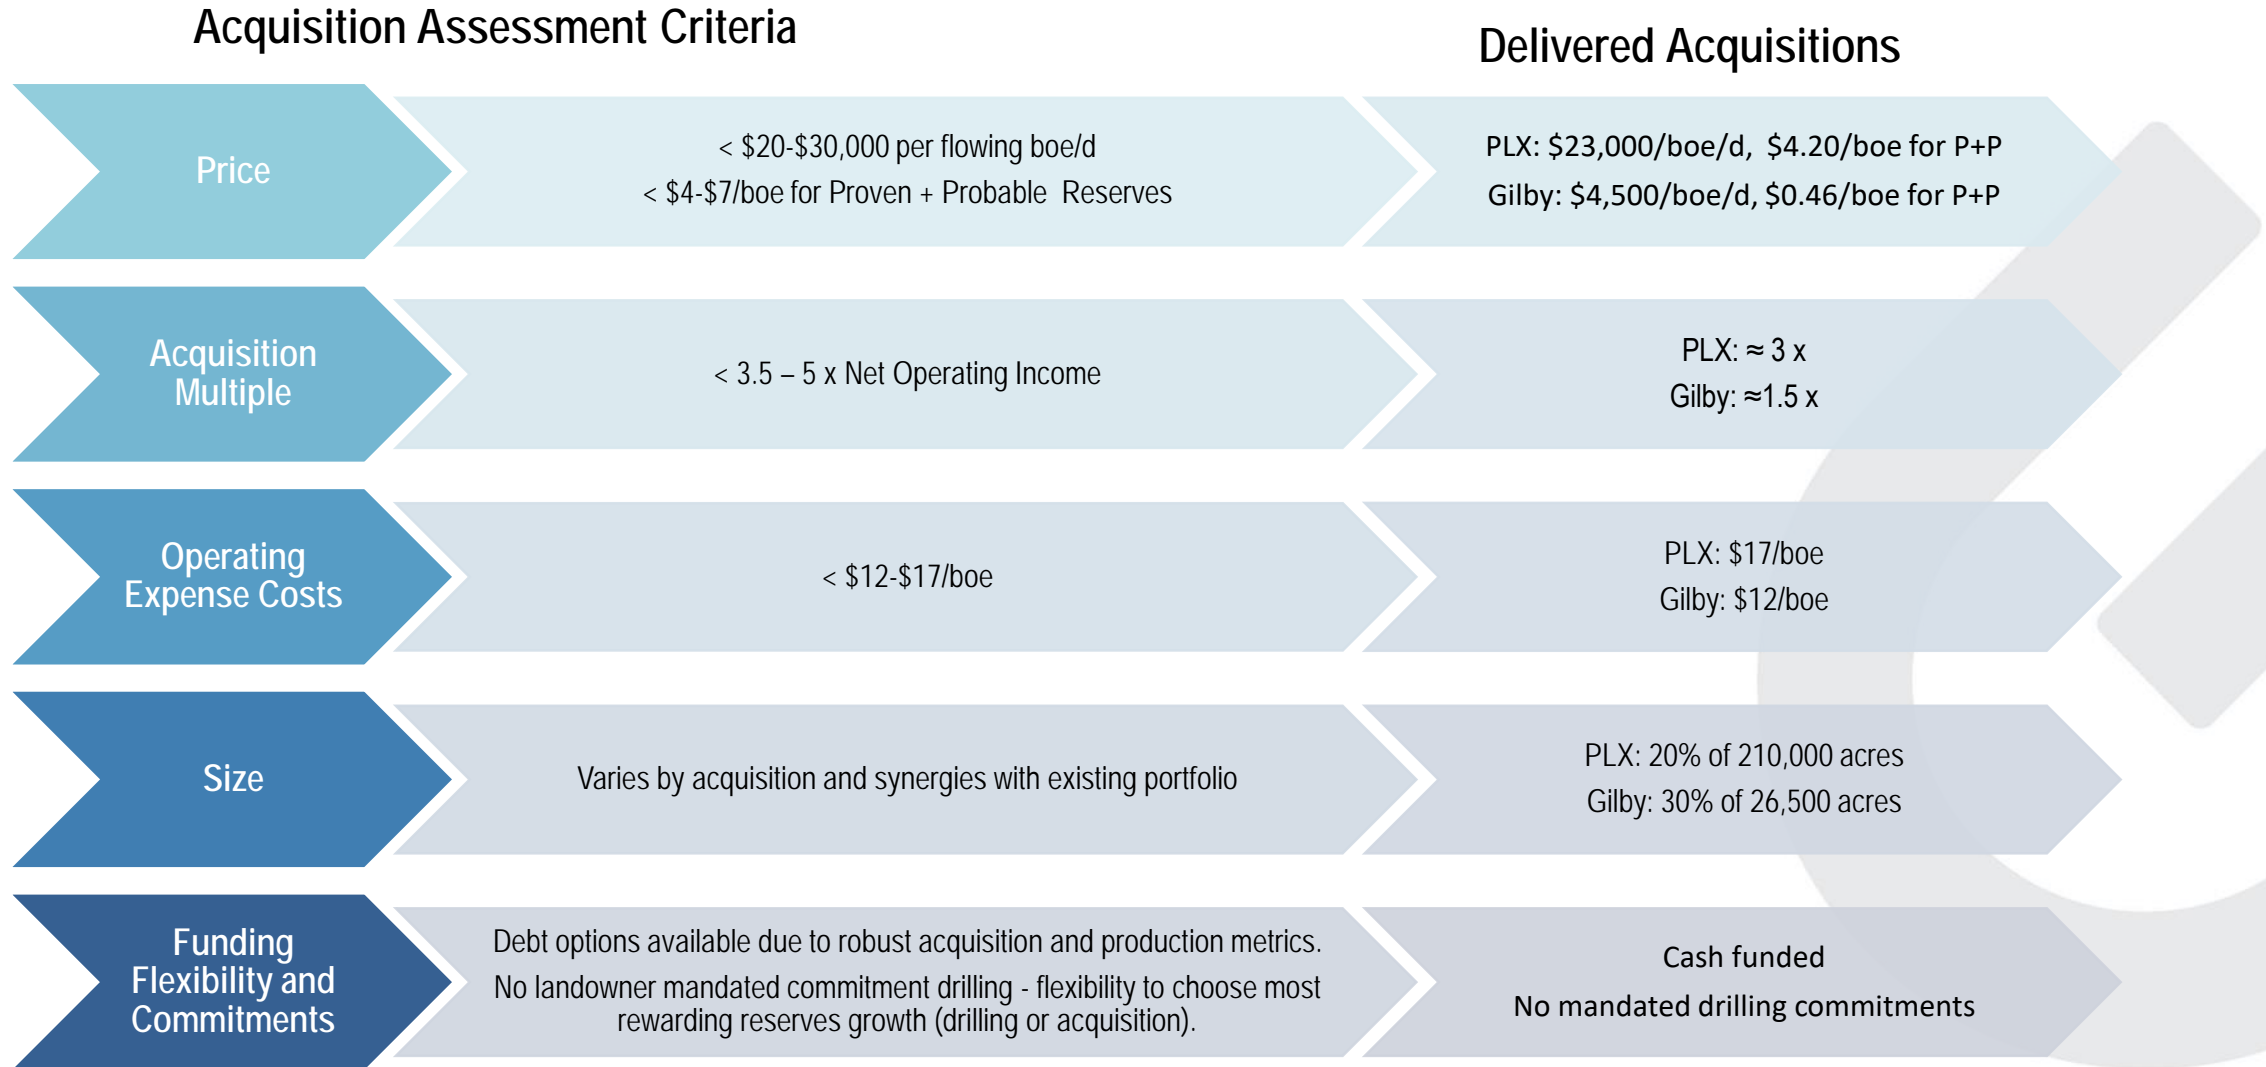 Acquisition Assessment Criteria
Delivered Acquisitions
Price
< $20-$30,000 per flowing boe/d
< $4-$7/boe for Proven + Probable Reserves
PLX: $23,000/boe/d, $4.20/boe for P+P
Gilby: $4,500/boe/d, $0.46/boe for P+P
Acquisition
Multiple
< 3.5 – 5 x Net Operating Income
PLX: ≈ 3 x
Gilby: ≈1.5 x
Operating
Expense Costs
< $12-$17/boe
PLX: $17/boe
Gilby: $12/boe
Size
Varies by acquisition and synergies with existing portfolio
PLX: 20% of 210,000 acres
Gilby: 30% of 26,500 acres
Funding
Flexibility and
Commitments
Debt options available due to robust acquisition and production metrics.
No landowner mandated commitment drilling - flexibility to choose most
rewarding reserves growth (drilling or acquisition).
Cash funded
No mandated drilling commitments